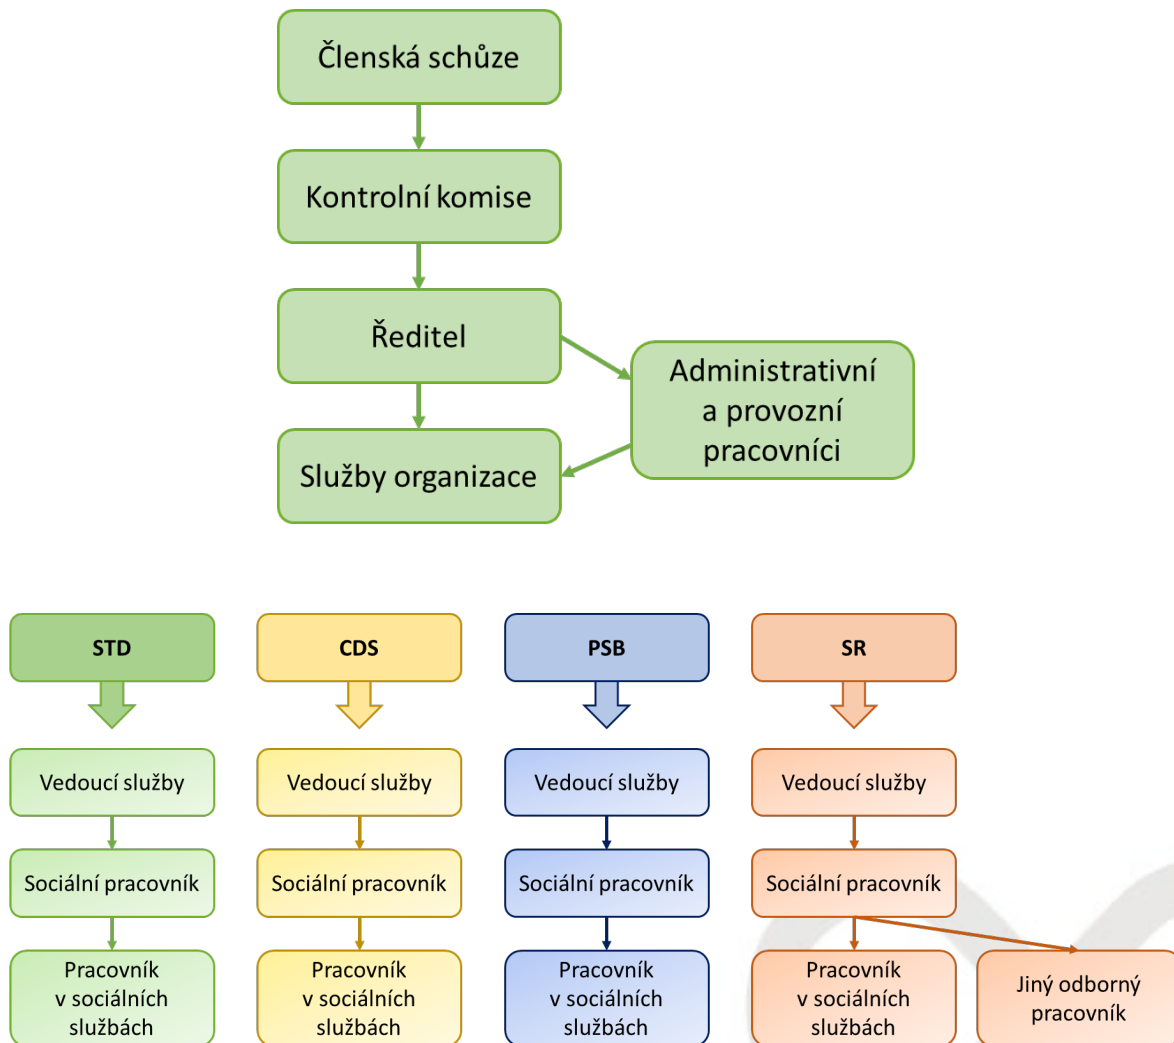 Členská schůze
Kontrolní komise
Ředitel
Administrativní
a provozní
pracovníci
Služby organizace
STD
CDS
PSB
SR
Vedoucí služby
Vedoucí služby
Vedoucí služby
Vedoucí služby
Sociální pracovník
Sociální pracovník
Sociální pracovník
Sociální pracovník
Pracovník
v sociálních
službách
Pracovník
v sociálních
službách
Pracovník
v sociálních
službách
Pracovník
v sociálních
službách
Jiný odborný
pracovník